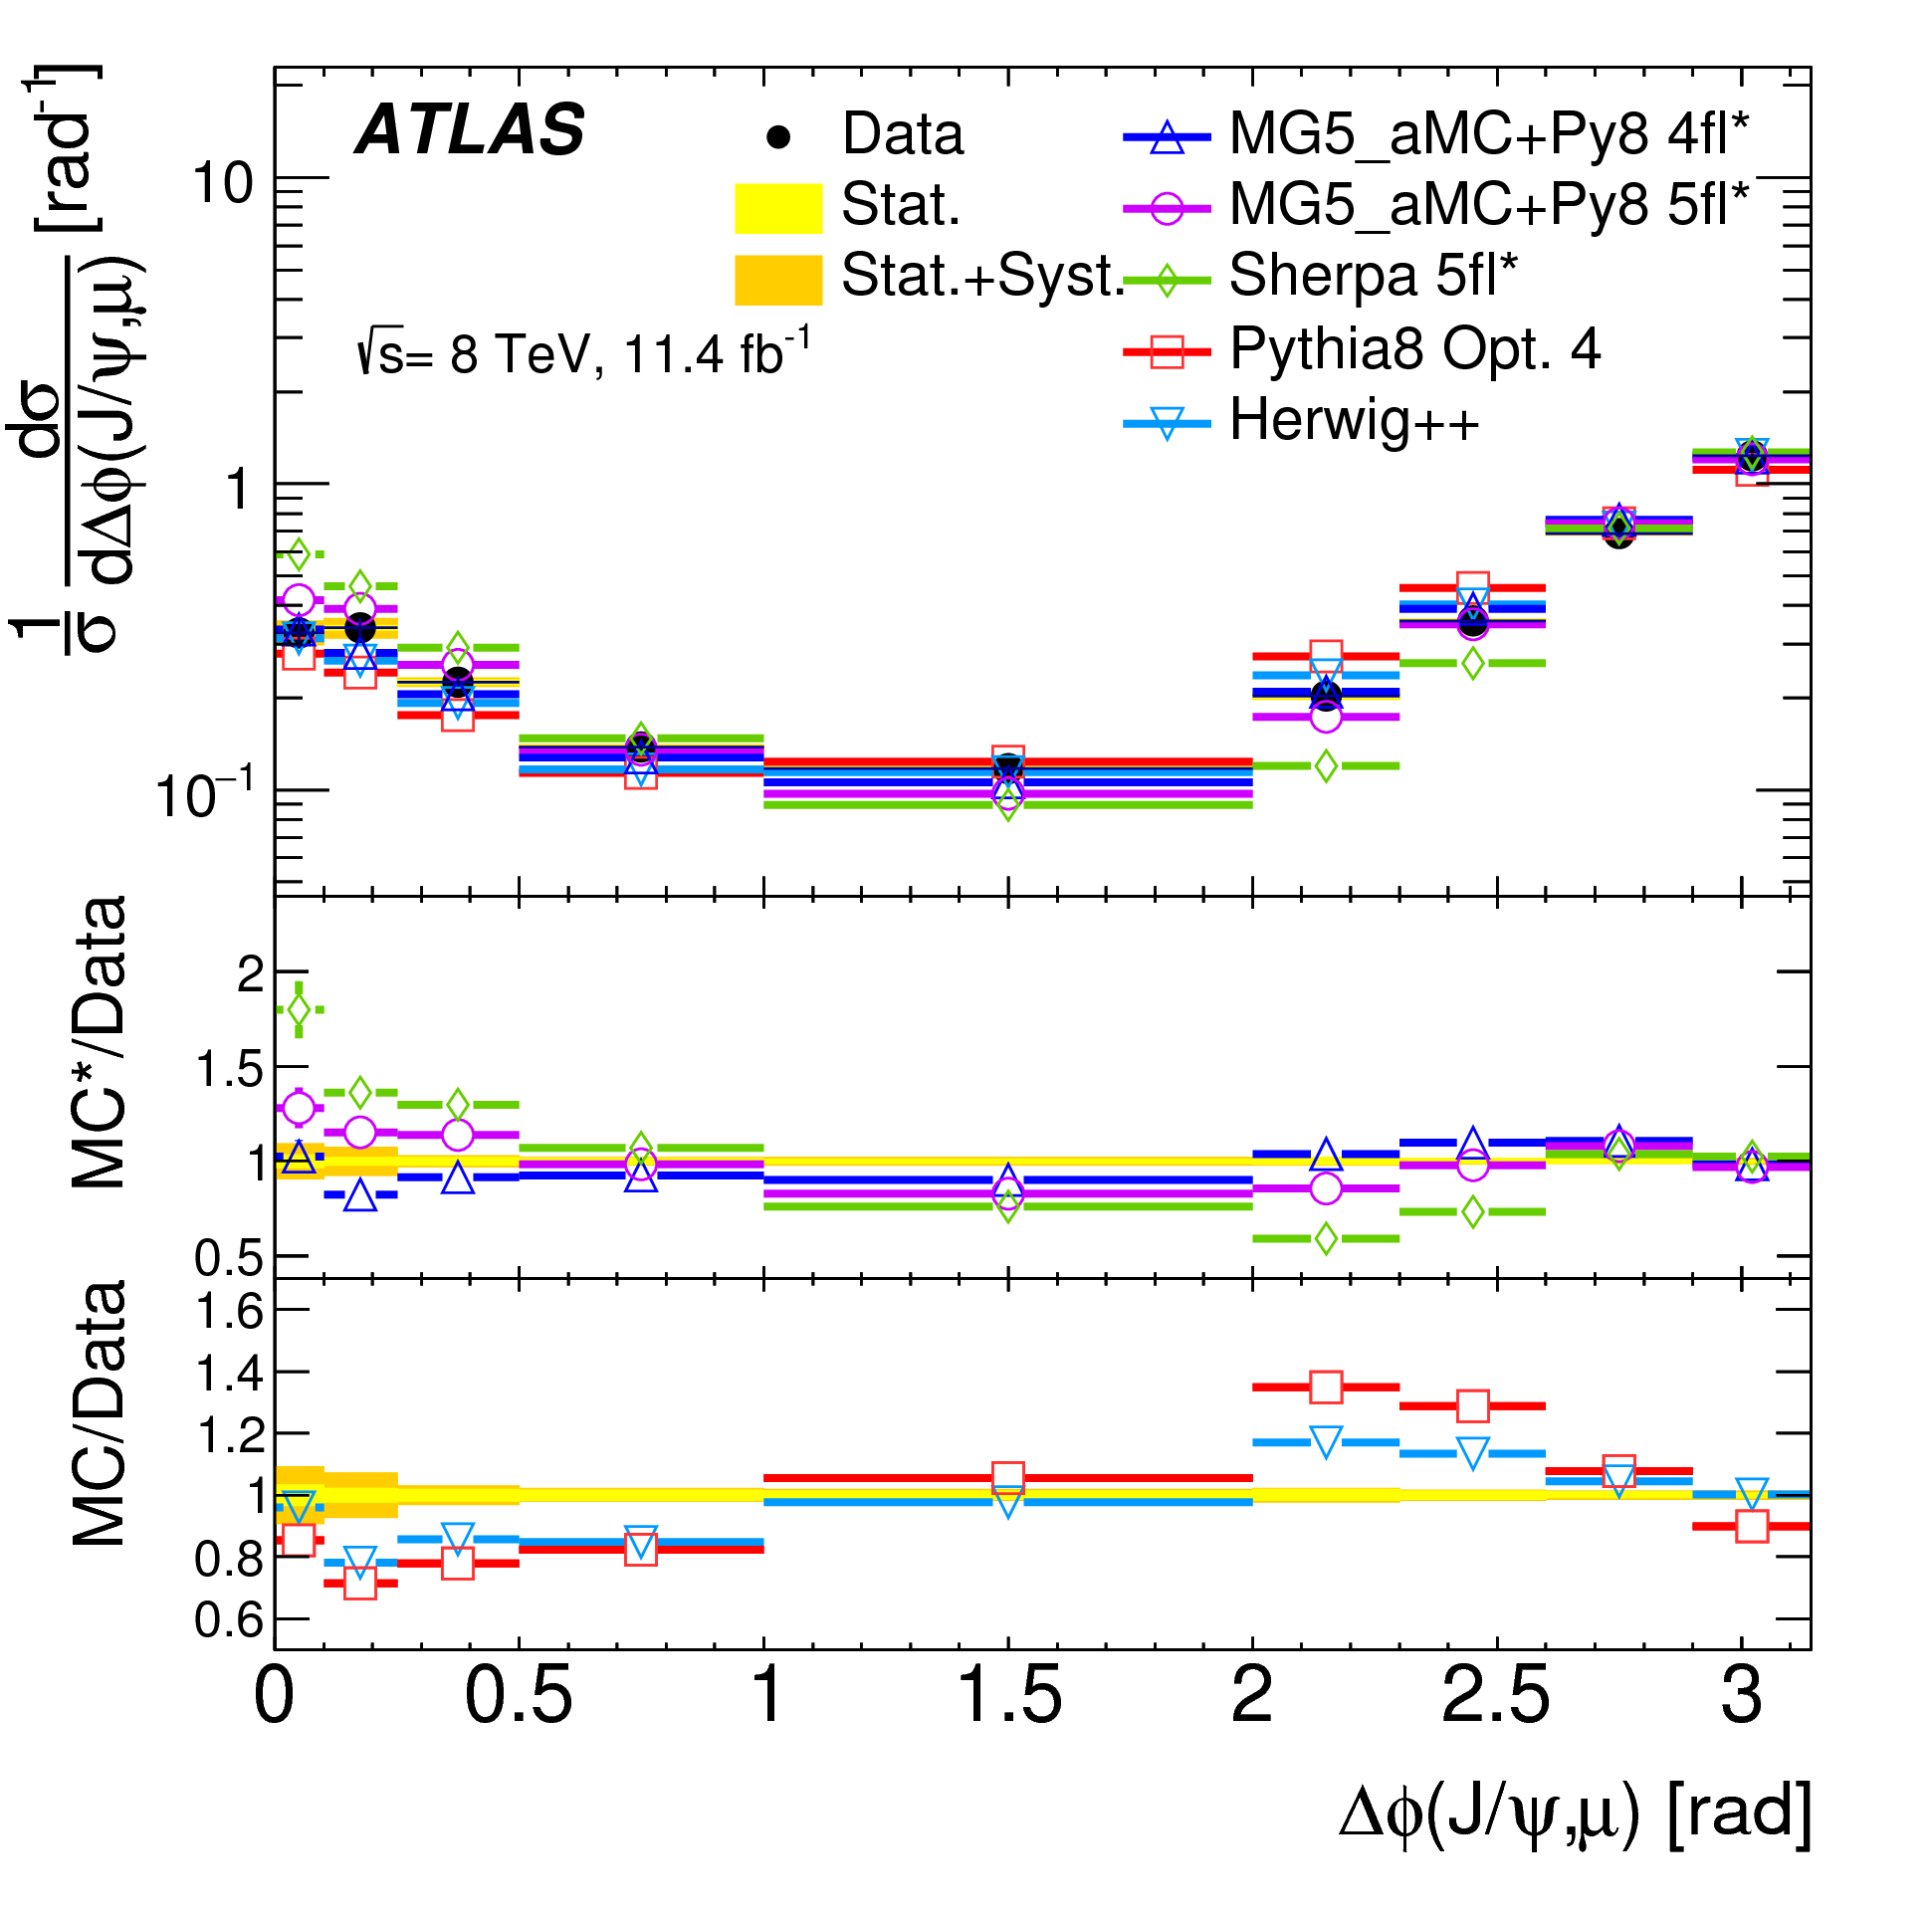 ATLAS
Data
Stat.
Stat.+Syst.
√s= 8 TeV, 11.4 fb⁻¹
MG5_aMC+Py8 4fl*
MG5_aMC+Py8 5fl*
Sherpa 5fl*
Pythia8 Opt. 4
Herwig++
1/σ dσ/dΔϕ(J/ψ,μ) [rad⁻¹]
10
1
10⁻¹
MC*/Data
2
1.5
1
0.5
MC/Data
1.6
1.4
1.2
1
0.8
0.6
0 0.5 1 1.5 2 2.5 3
Δϕ(J/ψ,μ) [rad]